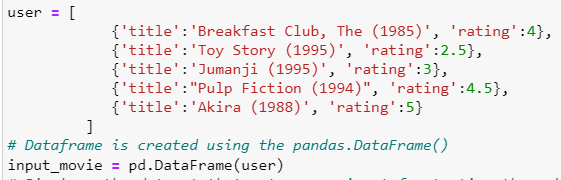 user = [
{'title':'Breakfast Club, The (1985)', 'rating':4},
{'title':'Toy Story (1995)', 'rating':2.5},
{'title':'Jumanji (1995)', 'rating':3},
{'title':"Pulp Fiction (1994)", 'rating':4.5},
{'title':'Akira (1988)', 'rating':5}
]
# Dataframe is created using the pandas.DataFrame()
input_movie = pd.DataFrame(user)